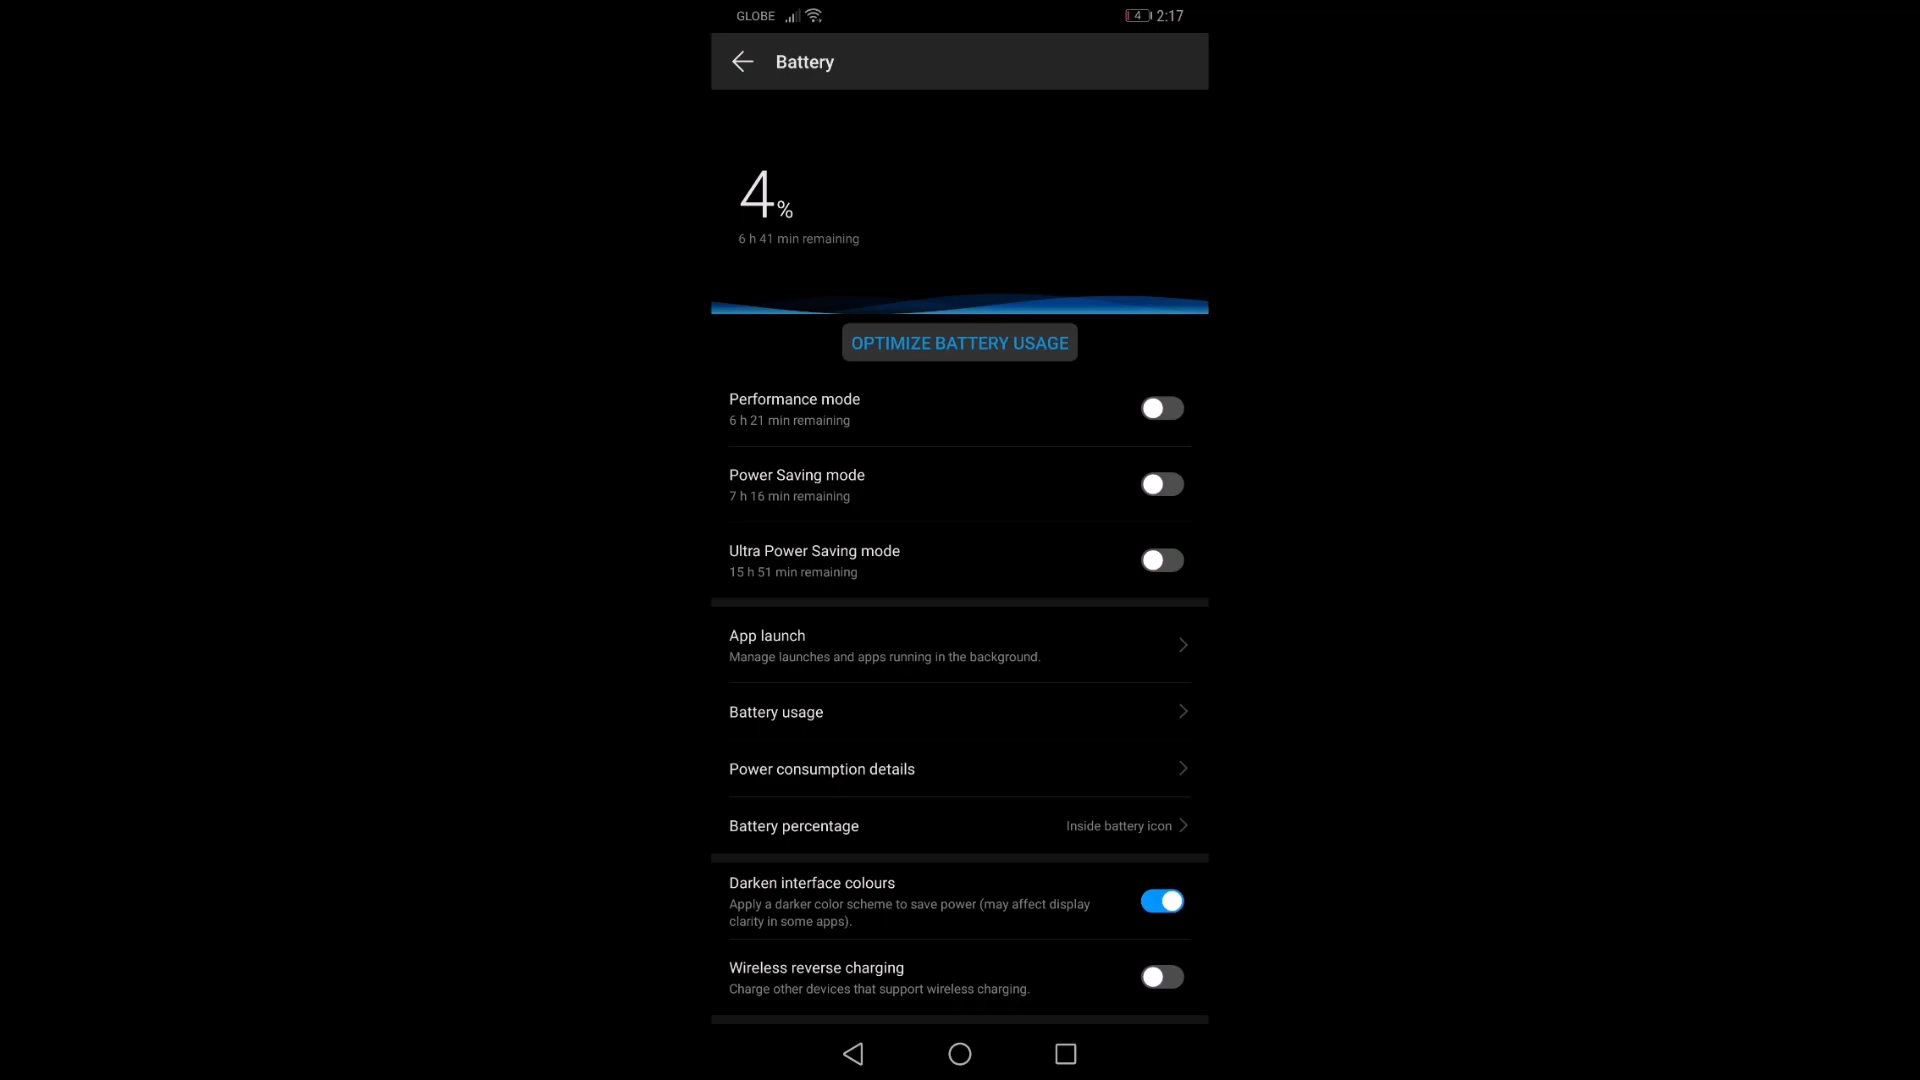 GLOBE 4 2:17
Battery
4%
6 h 41 min remaining
OPTIMIZE BATTERY USAGE
Performance mode
6 h 21 min remaining
Power Saving mode
7 h 16 min remaining
Ultra Power Saving mode
15 h 51 min remaining
App launch
Manage launches and apps running in the background.
Battery usage
Power consumption details
Battery percentage Inside battery icon
Darken interface colours
Apply a darker color scheme to save power (may affect display
clarity in some apps).
Wireless reverse charging
Charge other devices that support wireless charging.